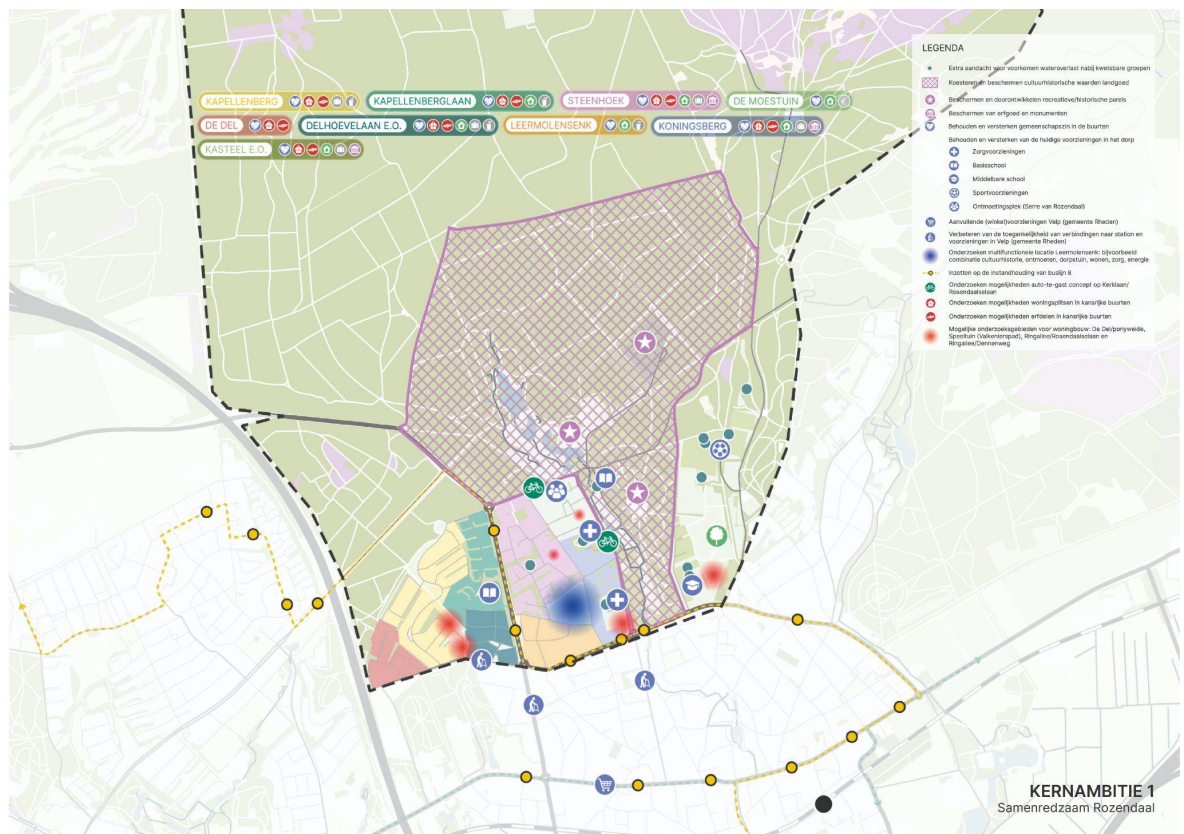 LEGENDA
Extra aandacht voor voorkomen wateroverlast nabij kwetsbare groepen
Koesteren en beschermen cultuurhistorische waarden landgoed
Beschermen en doorontwikkelen recreatieve/historische parels
Beschermen van erfgoed en monumenten
Behouden en versterken gemeenschapszin in de buurten
Behouden en versterken van de huidige voorzieningen in het dorp
Zorgvoorzieningen
Basisschool
Middelbare school
Sportvoorzieningen
Ontmoetingsplek (Serre van Rozendaal)
Aanvullende (winkel)voorzieningen Velp (gemeente Rheden)
Verbeteren van de toegankelijkheid van verbindingen naar station en
voorzieningen in Velp (gemeente Rheden)
Onderzoeken multifunctionele locatie Leermolensenk: bijvoorbeeld
combinatie cultuurhistorie, ontmoeten, dorpstuin, wonen, zorg, energie
Inzetten op de instandhouding van buslijn 8
Onderzoeken mogelijkheden auto-te-gast concept op Kerklaan/
Rosendaalselaan
Onderzoeken mogelijkheden woningsplitsen in kansrijke buurten
Onderzoeken mogelijkheden erfdelen in kansrijke buurten
Mogelijke onderzoeksgebieden voor woningbouw: De Del/ponyweide,
Speeltuin (Valkenierspad), Ringallee/Rosendaalselaan en
Ringallee/Dennenweg
KAPELLENBERG
KAPELLENBERGLAAN
STEENHOEK
DE MOESTUIN
DE DEL
DELHOEVELAAN E.O.
LEERMOLENSENK
KONINGSBERG
KASTEEL E.O.
KERNAMBITIE 1
Samenredzaam Rozendaal